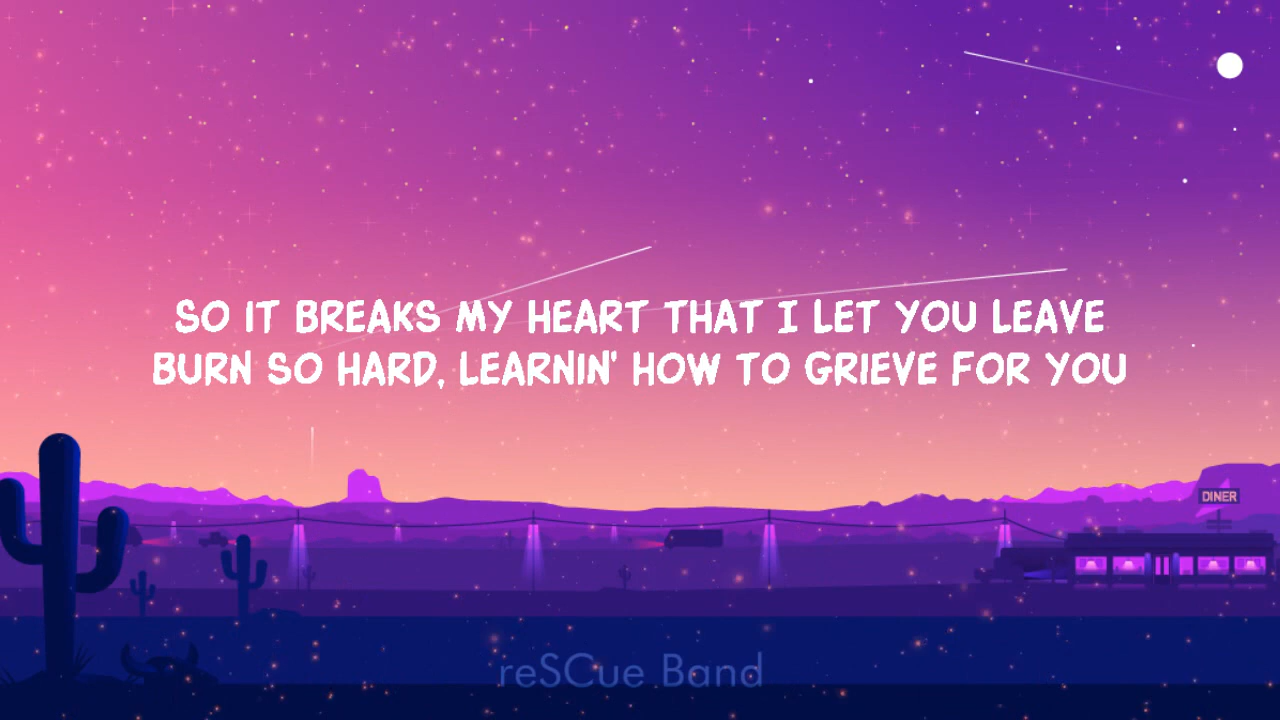 SO IT BREAKS MY HEART THAT I LET YOU LEAVE
BURN SO HARD, LEARNIN' HOW TO GRIEVE FOR YOU
DINER
reSCue Band